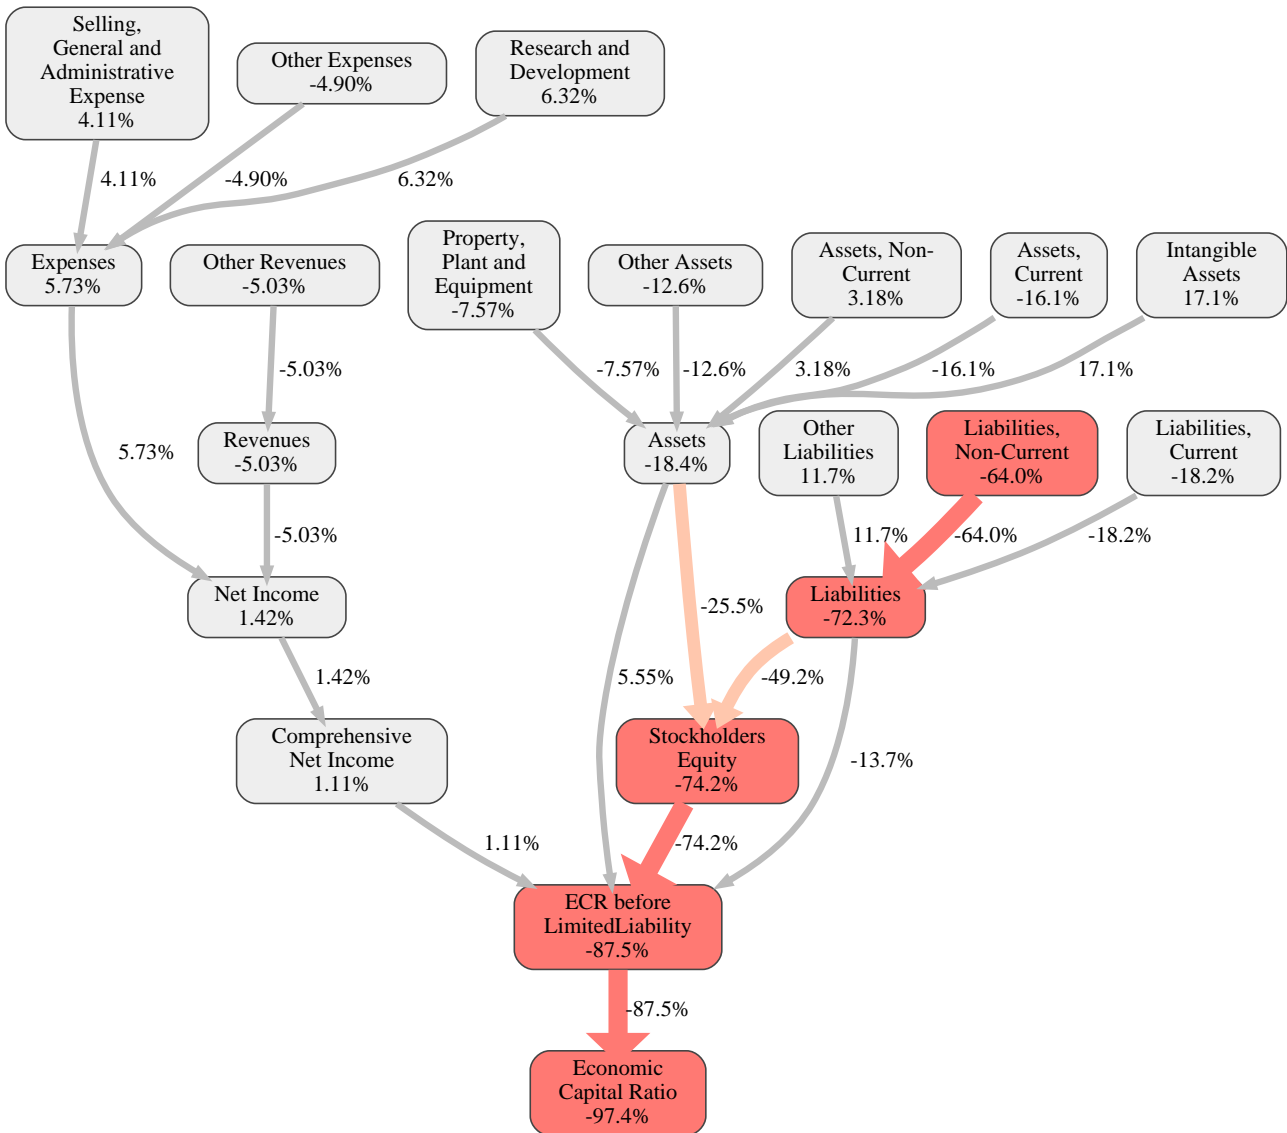 Selling,
General and
Administrative
Expense
4.11%
Other Expenses
-4.90%
Research and
Development
6.32%
4.11%
-4.90%
6.32%
Expenses
5.73%
Other Revenues
-5.03%
Property,
Plant and
Equipment
-7.57%
Other Assets
-12.6%
Assets, Non-
Current
3.18%
Assets,
Current
-16.1%
Intangible
Assets
17.1%
-5.03%
-7.57%
-12.6%
3.18%
-16.1%
17.1%
5.73%
Revenues
-5.03%
Assets
-18.4%
Other
Liabilities
11.7%
Liabilities,
Non-Current
-64.0%
Liabilities,
Current
-18.2%
-5.03%
11.7%
-64.0%
-18.2%
Net Income
1.42%
-25.5%
Liabilities
-72.3%
1.42%
5.55%
-49.2%
Comprehensive
Net Income
1.11%
Stockholders
Equity
-74.2%
-13.7%
1.11%
-74.2%
ECR before
LimitedLiability
-87.5%
-87.5%
Economic
Capital Ratio
-97.4%